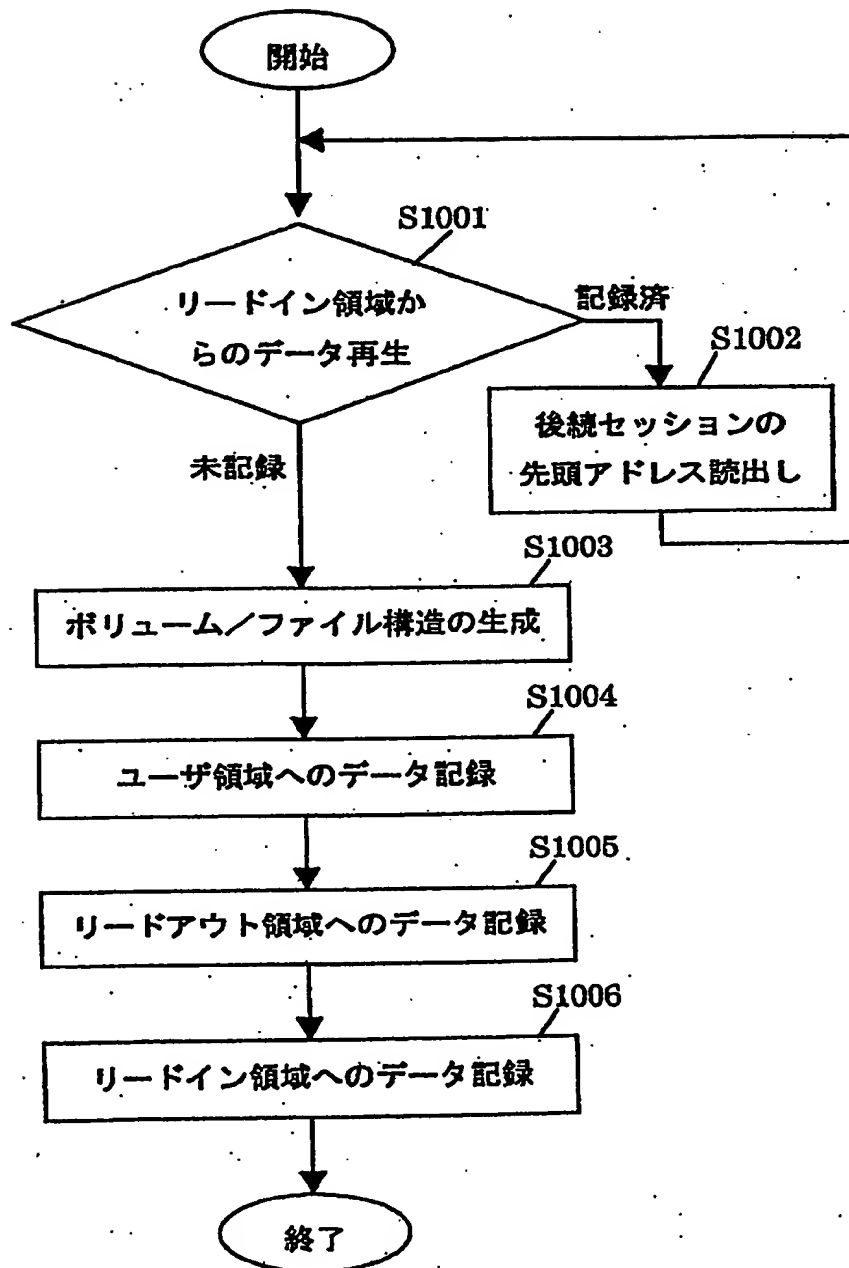 開始
S1001
リードイン領域か
らのデータ再生
記録済
S1002
後続セッションの
先頭アドレス読出し
未記録
S1003
ボリューム／ファイル構造の生成
S1004
ユーザ領域へのデータ記録
S1005
リードアウト領域へのデータ記録
S1006
リードイン領域へのデータ記録
終了